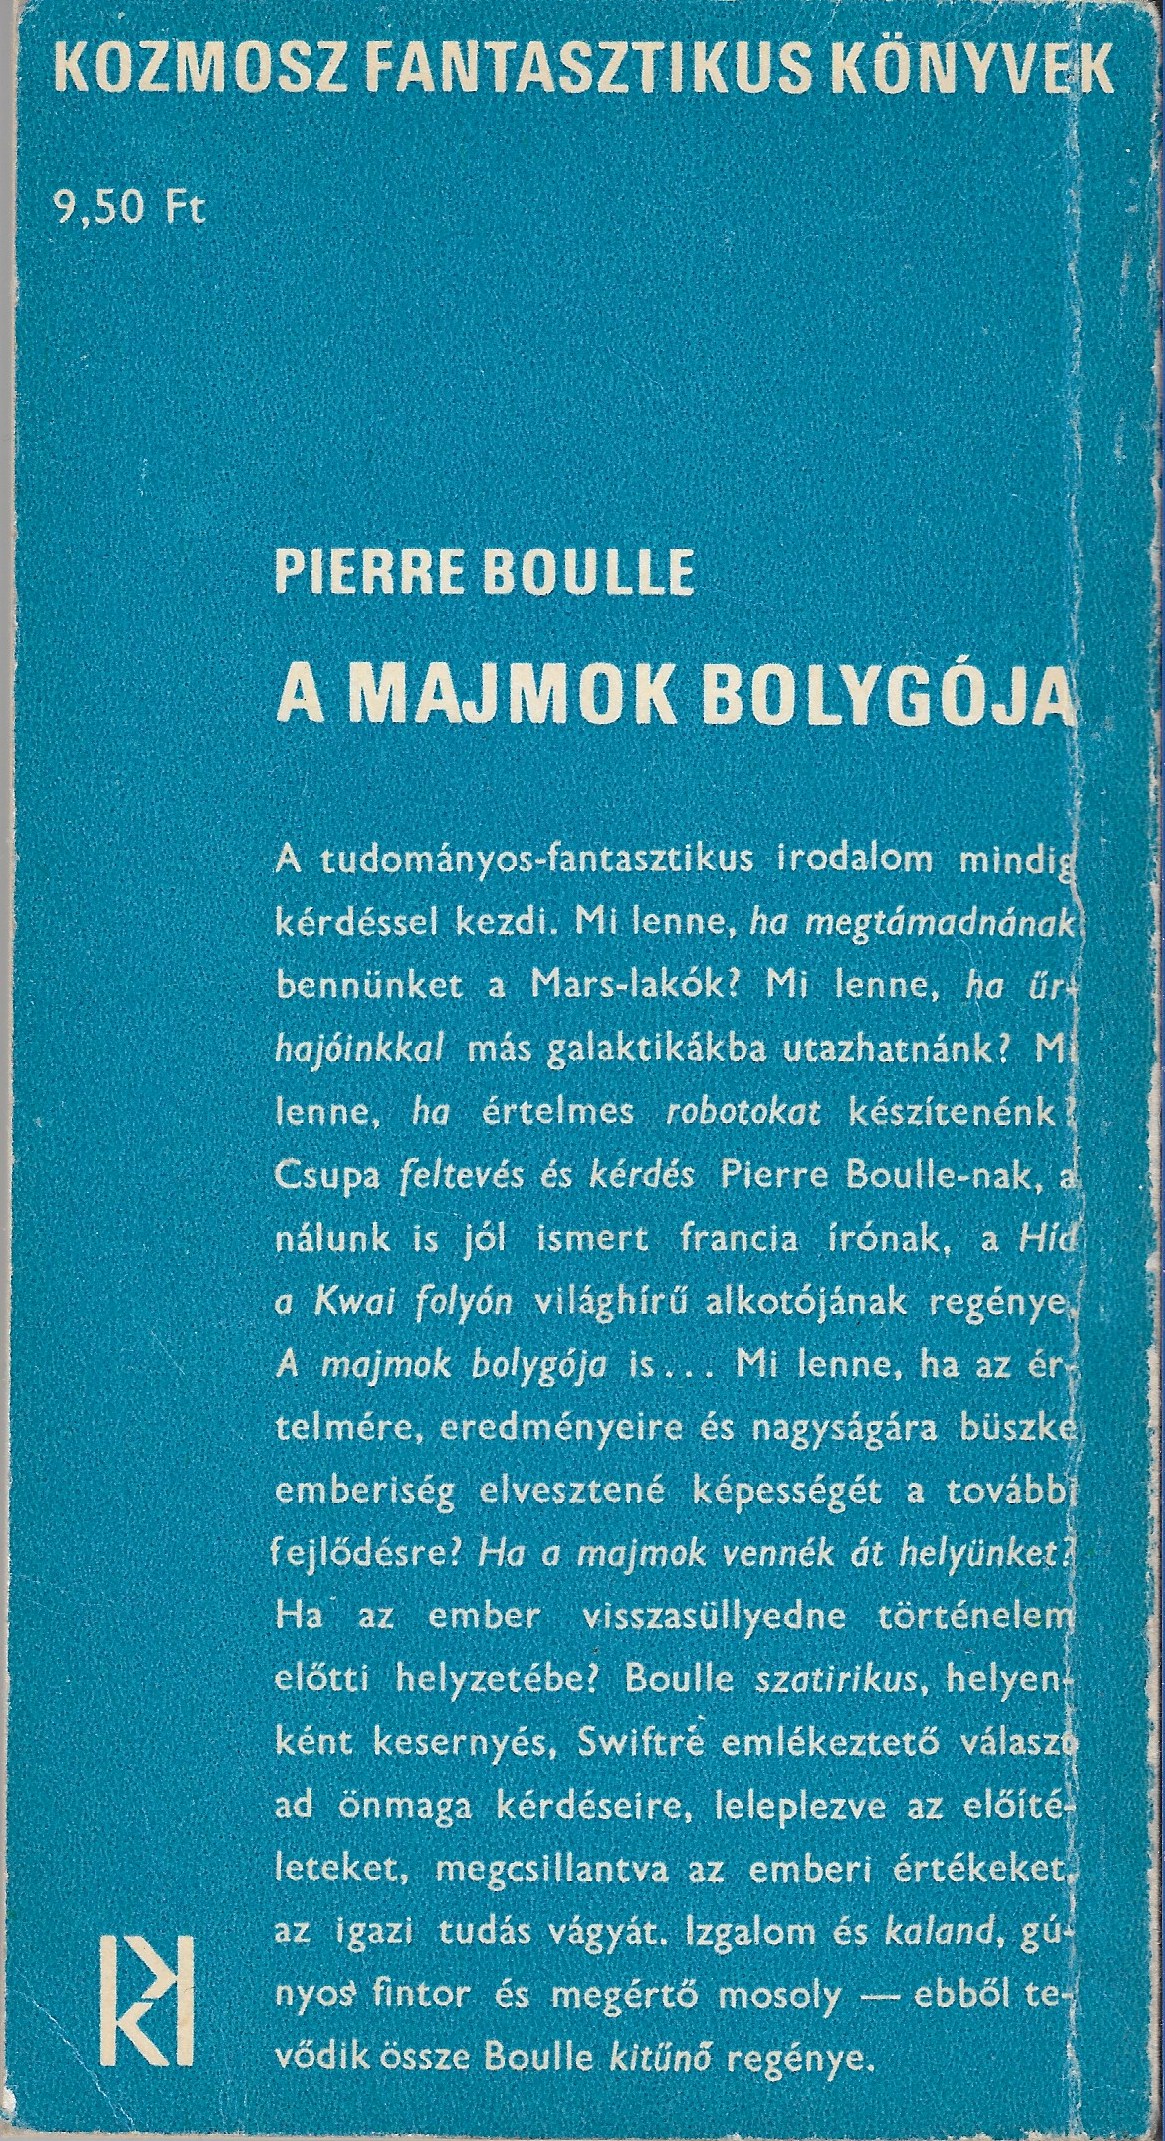 KOZMOSZ FANTASZTIKUS KÖNYVEK
9,50 Ft
PIERRE BOULLE
A MAJMOK BOLYGÓJA
A tudományos-fantasztikus irodalom mindig
kérdéssel kezdi. Mi lenne, ha megtámadnának
bennünket a Mars-lakók? Mi lenne, ha űr-
hajóinkkal más galaktikákba utazhatnánk? Mi
lenne, ha értelmes robotokat készítenénk?
Csupa feltevés és kérdés Pierre Boulle-nak, a
nálunk is jól ismert francia írónak, a Híd
a Kwai folyón világhírű alkotójának regénye,
A majmok bolygója is... Mi lenne, ha az ér-
telmére, eredményeire és nagyságára büszke
emberiség elvesztené képességét a további
fejlődésre? Ha a majmok vennék át helyünket?
Ha az ember visszasüllyedne történelem
előtti helyzetébe? Boulle szatirikus, helyen-
ként kesernyés, Swiftre emlékeztető választ
ad önmaga kérdéseire, leleplezve az előíté-
leteket, megcsillantva az emberi értékeket,
az igazi tudás vágyát. Izgalom és kaland, gú-
nyos fintor és megértő mosoly — ebből te-
vődik össze Boulle kitűnő regénye.